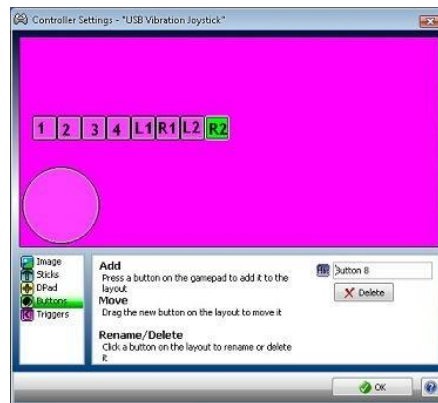 Controller Settings - "USB Vibration Joystick"
1 2 3 4 L1 R1 L2 R2
Image
Sticks
DPad
Buttons
Triggers
Add
Press a button on the gamepad to add it to the
layout
Move
Drag the new button on the layout to move it
Rename/Delete
Click a button on the layout to rename or delete
it
Button 8
Delete
OK